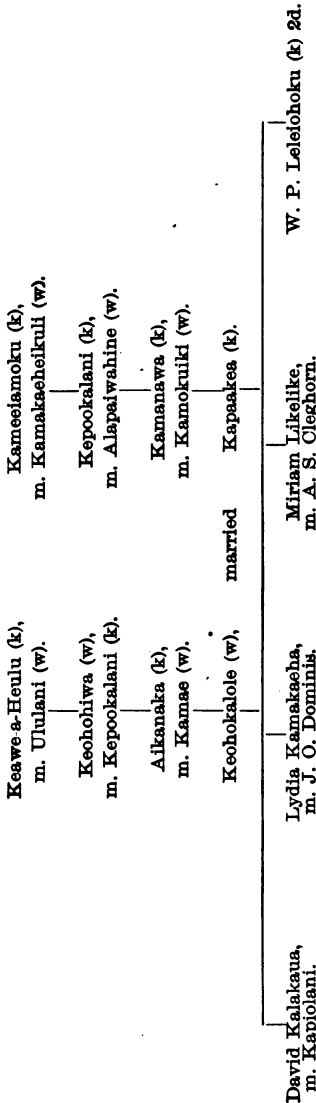 Keawe-a-Heulu (k),
m. Ululani (w).
Kameeiamoku (k),
m. Kamakaeheikuli (w).
Keohohiwa (w),
m. Kepookalani (k).
Kepookalani (k),
m. Alapaiwahine (w).
Aikanaka (k),
m. Kamae (w).
Kamanawa (k),
m. Kamokuiki (w).
Keohokalole (w), married Kapaakea (k).
David Kalakaua,
m. Kapiolani.
Lydia Kamakaeha,
m. J. O. Dominis.
Miriam Likelike,
m. A. S. Cleghorn.
W. P. Leleiohoku (k) 2d.